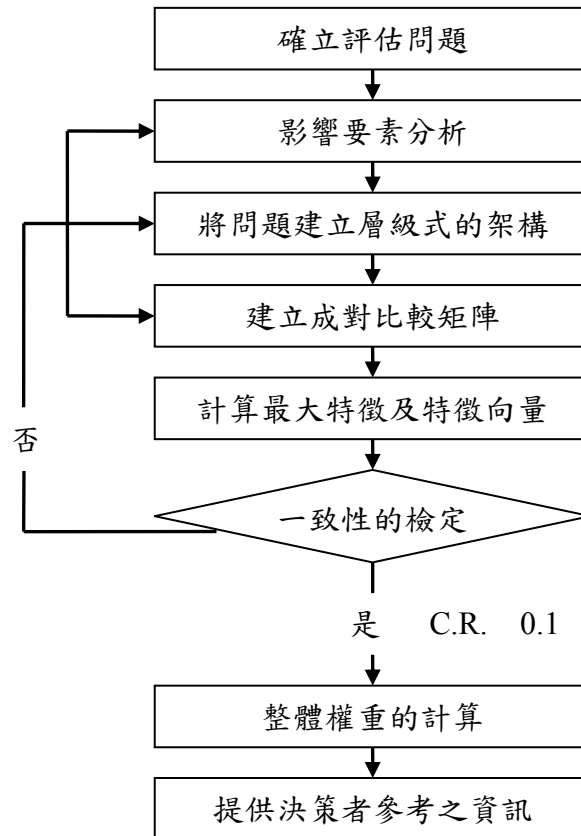 確立評估問題
影響要素分析
將問題建立層級式的架構
建立成對比較矩陣
計算最大特徵及特徵向量
否
一致性的檢定
是 C.R. 0.1
整體權重的計算
提供決策者參考之資訊